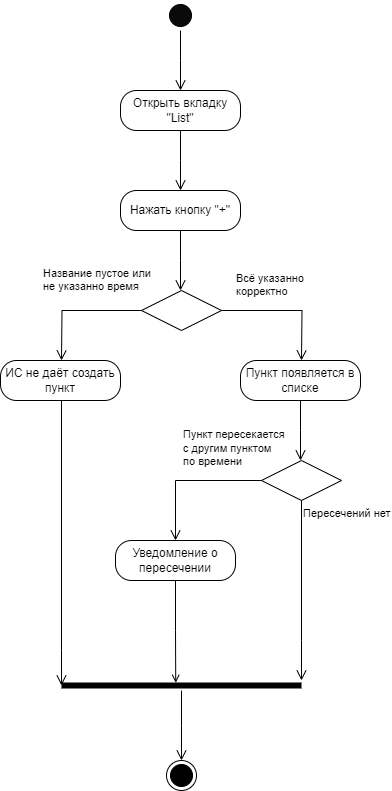 Открыть вкладку
"List"
Нажать кнопку "+"
Название пустое или
не указанно время
Всё указанно
корректно
ИС не даёт создать
пункт
Пункт появляется в
списке
Пункт пересекается
с другим пунктом
по времени
Пересечений нет
Уведомление о
пересечении